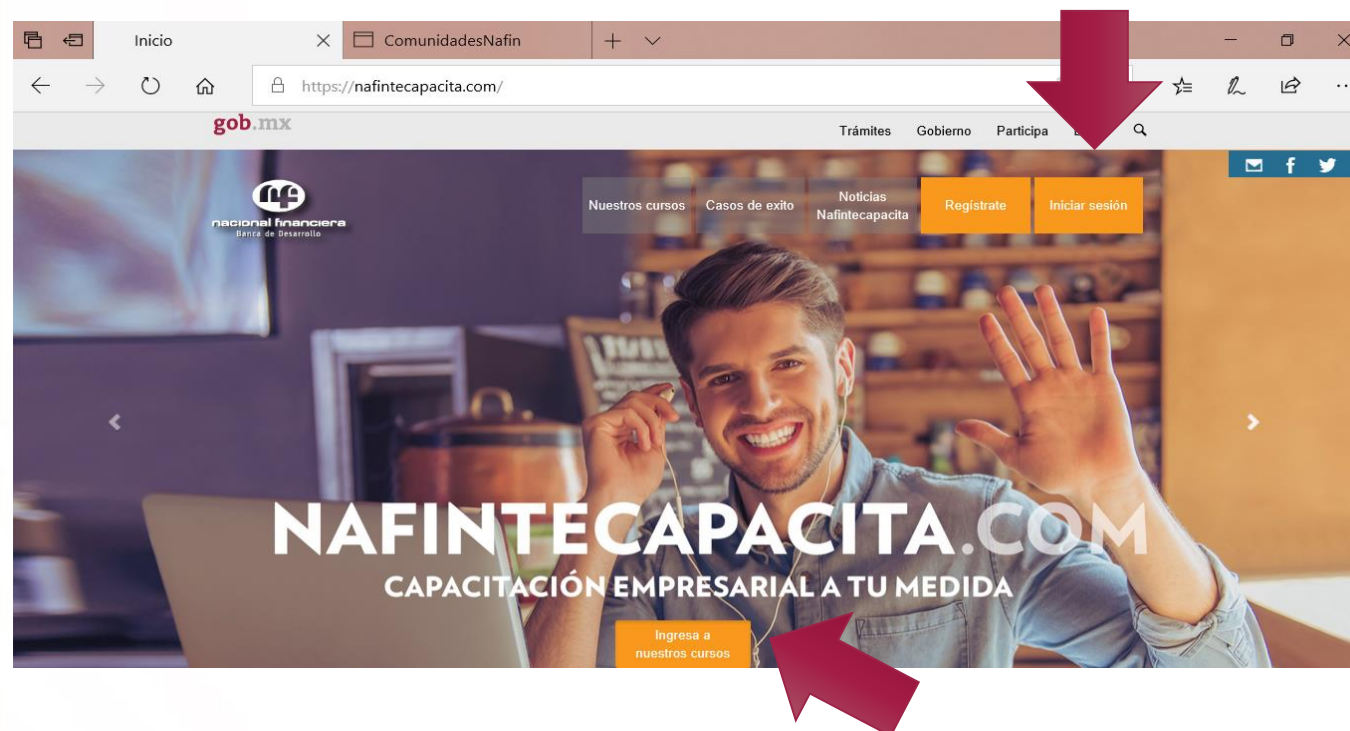 Inicio
ComunidadesNafin
https://nafintecapacita.com/
gob.mx
Trámites Gobierno Participa
nacional financiera
Banca de Desarrollo
Nuestros cursos
Casos de exito
Noticias
Nafintecapacita
Regístrate
Iniciar sesión
NAFINTECAPACITA.COM
CAPACITACIÓN EMPRESARIAL A TU MEDIDA
Ingresa a
nuestros cursos